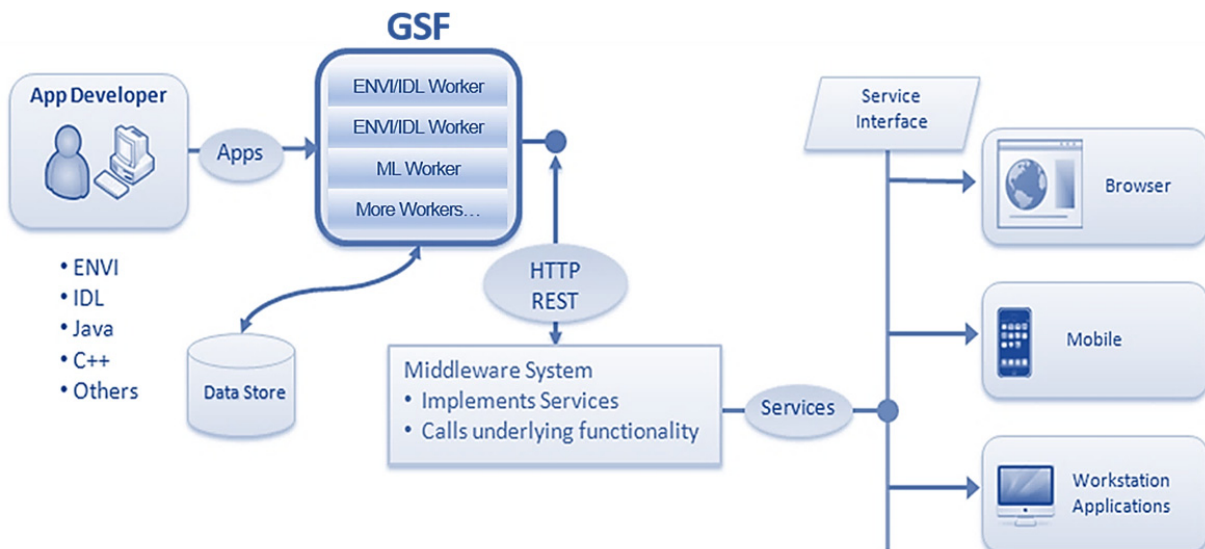 GSF
App Developer
Apps
ENVI/IDL Worker
ENVI/IDL Worker
ML Worker
More Workers...
• ENVI
• IDL
• Java
• C++
• Others
Data Store
HTTP
REST
Middleware System
• Implements Services
• Calls underlying functionality
Services
Service
Interface
Browser
Mobile
Workstation
Applications